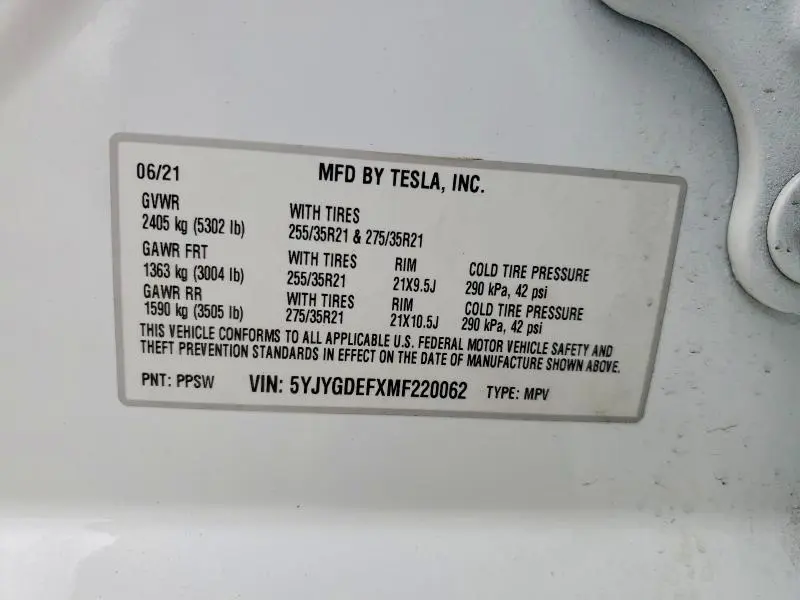 06/21 MFD BY TESLA, INC.
GVWR
2405 kg (5302 lb) WITH TIRES
255/35R21 & 275/35R21
GAWR FRT WITH TIRES RIM COLD TIRE PRESSURE
1363 kg (3004 lb) 255/35R21 21X9.5J 290 kPa, 42 psi
GAWR RR WITH TIRES RIM COLD TIRE PRESSURE
1590 kg (3505 lb) 275/35R21 21X10.5J 290 kPa, 42 psi
THIS VEHICLE CONFORMS TO ALL APPLICABLE U.S. FEDERAL MOTOR VEHICLE SAFETY AND
THEFT PREVENTION STANDARDS IN EFFECT ON THE DATE OF MANUFACTURE SHOWN ABOVE.
PNT: PPSW VIN: 5YJYGDEFXMF220062 TYPE: MPV